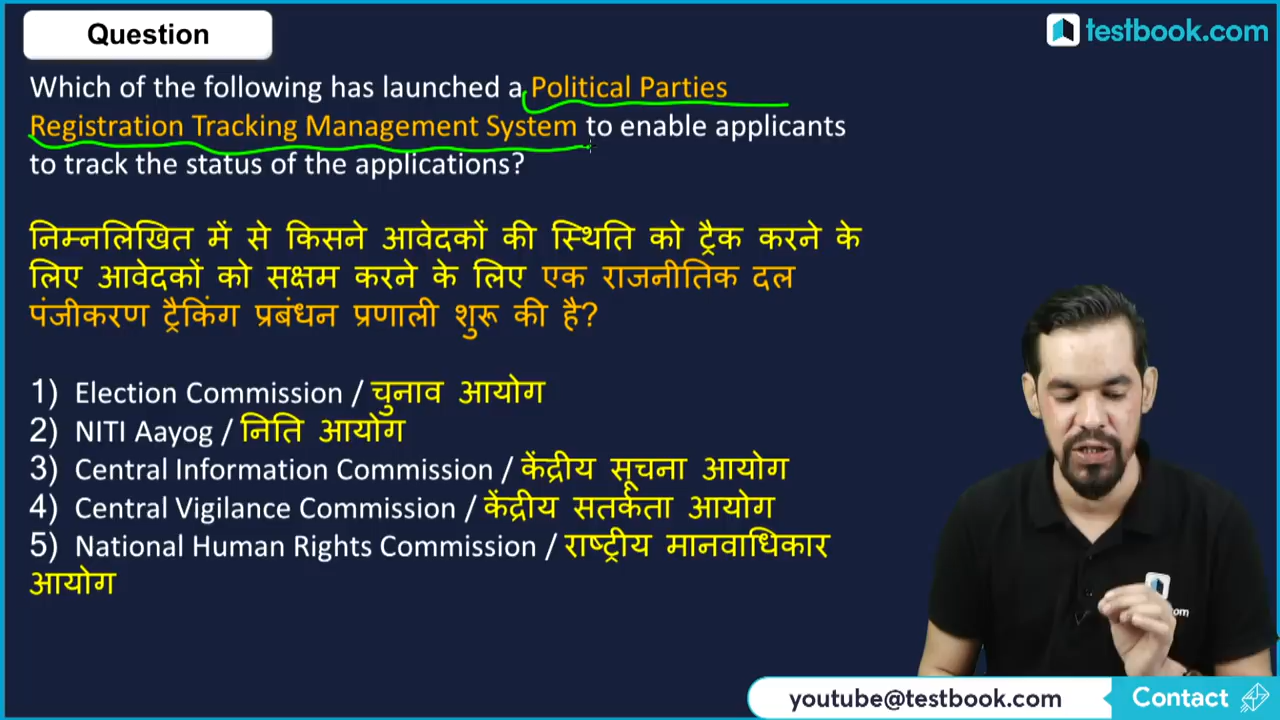 Question
testbook.com
Which of the following has launched a Political Parties
Registration Tracking Management System to enable applicants
to track the status of the applications?
निम्नलिखित में से किसने आवेदकों की स्थिति को ट्रैक करने के
लिए आवेदकों को सक्षम करने के लिए एक राजनीतिक दल
पंजीकरण ट्रैकिंग प्रबंधन प्रणाली शुरू की है?
1) Election Commission / चुनाव आयोग
2) NITI Aayog / निति आयोग
3) Central Information Commission / केंद्रीय सूचना आयोग
4) Central Vigilance Commission / केंद्रीय सतर्कता आयोग
5) National Human Rights Commission / राष्ट्रीय मानवाधिकार
आयोग
youtube@testbook.com
Contact